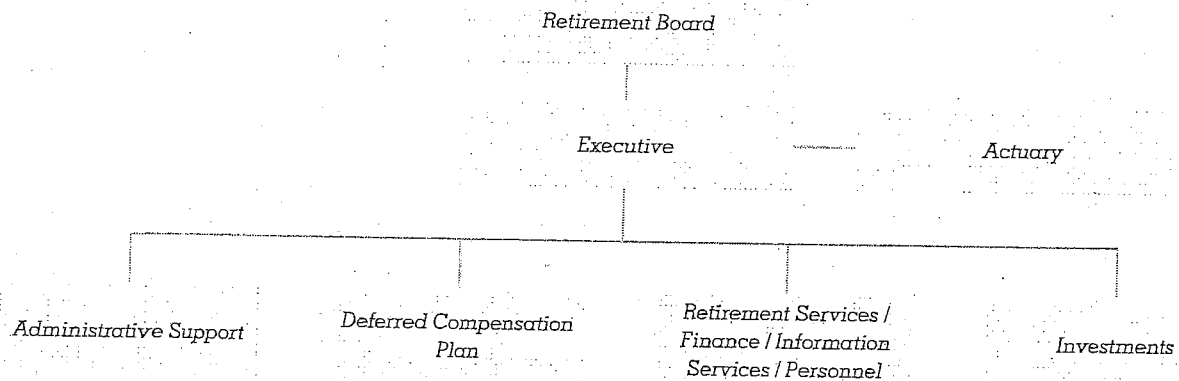 Retirement Board
Executive
Actuary
Administrative Support
Deferred Compensation
Plan
Retirement Services /
Finance / Information
Services / Personnel
Investments